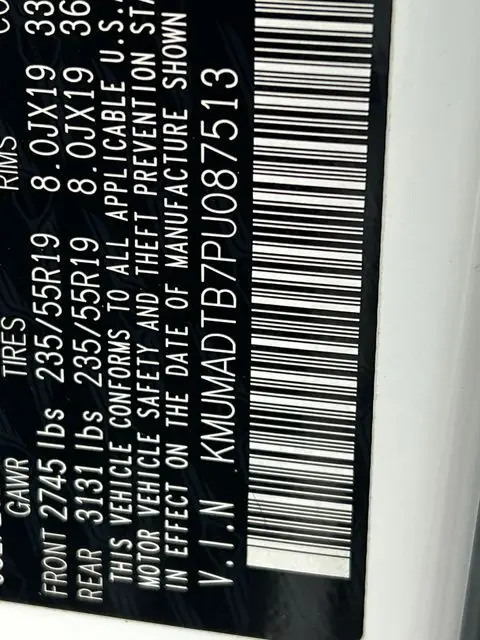 GAWR TIRES RIMS
FRONT 2745 lbs 235/55R19 8.0JX19 33
REAR 3131 lbs 235/55R19 8.0JX19 36
THIS VEHICLE CONFORMS TO ALL APPLICABLE U.S.
MOTOR VEHICLE SAFETY AND THEFT PREVENTION STA
IN EFFECT ON THE DATE OF MANUFACTURE SHOWN
V.I.N KMUMADTB7PU087513